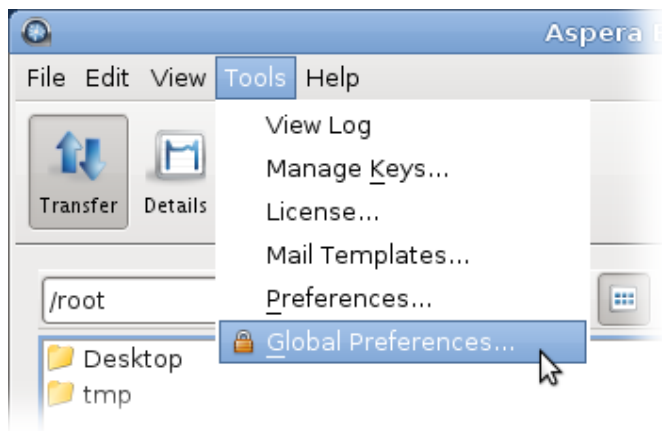 Aspera
File Edit View Tools Help
View Log
Manage Keys...
License...
Mail Templates...
Preferences...
Global Preferences...
Transfer
Details
/root
Desktop
tmp